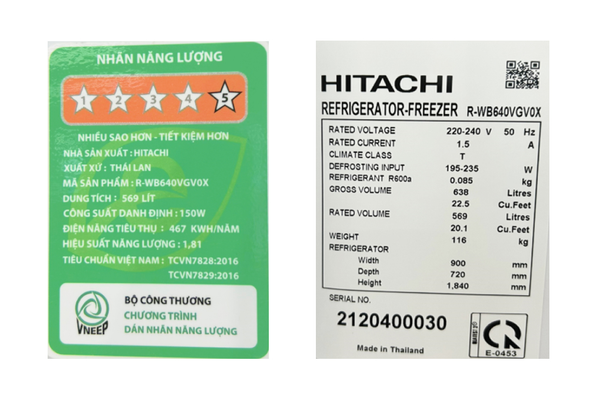 NHÃN NĂNG LƯỢNG
1 2 3 4 5
NHIỀU SAO HƠN - TIẾT KIỆM HƠN
NHÀ SẢN XUẤT : HITACHI
XUẤT XỨ : THÁI LAN
MÃ SẢN PHẨM : R-WB640VGV0X
DUNG TÍCH : 569 LÍT
CÔNG SUẤT DANH ĐỊNH : 150W
ĐIỆN NĂNG TIÊU THỤ : 467 KWH/NĂM
HIỆU SUẤT NĂNG LƯỢNG : 1,81
TIÊU CHUẨN VIỆT NAM : TCVN7828:2016
TCVN7829:2016
VNEEP
BỘ CÔNG THƯƠNG
CHƯƠNG TRÌNH
DÁN NHÃN NĂNG LƯỢNG
HITACHI
REFRIGERATOR-FREEZER R-WB640VGV0X
RATED VOLTAGE 220-240 V 50 Hz
RATED CURRENT 1.5 A
CLIMATE CLASS T
DEFROSTING INPUT 195-235 W
REFRIGERANT R600a 0.085 kg
GROSS VOLUME 638 Litres
22.5 Cu.Feet
RATED VOLUME 569 Litres
20.1 Cu.Feet
WEIGHT 116 kg
REFRIGERATOR
Width 900 mm
Depth 720 mm
Height 1,840 mm
SERIAL NO.
2120400030
Made in Thailand
E-0453